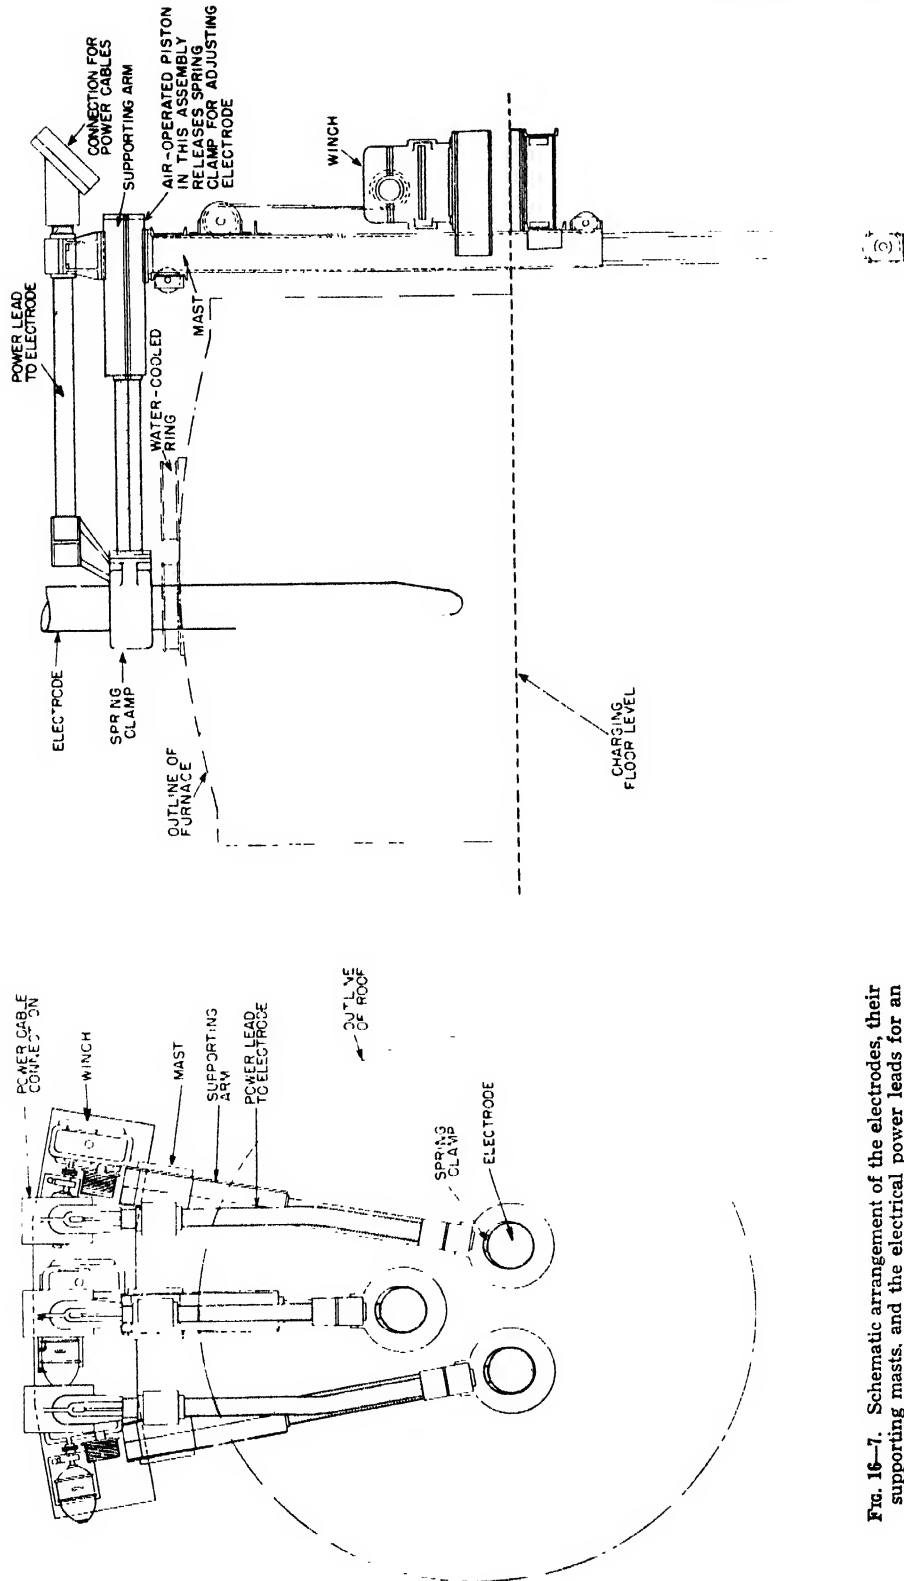 POWER CABLE
CONNECTION
WINCH
MAST
SUPPORTING
ARM
POWER LEAD
TO ELECTRODE
OUTLINE
OF ROOF
SPRING
CLAMP
ELECTRODE
CONNECTION FOR
POWER CABLES
SUPPORTING ARM
AIR-OPERATED PISTON
IN THIS ASSEMBLY
RELEASES SPRING
CLAMP FOR ADJUSTING
ELECTRODE
POWER LEAD
TO ELECTRODE
WINCH
MAST
WATER-COOLED
RING
ELECTRODE
SPRING
CLAMP
OUTLINE OF
FURNACE
CHARGING
FLOOR LEVEL
FIG. 16—7. Schematic arrangement of the electrodes, their
supporting masts, and the electrical power leads for an